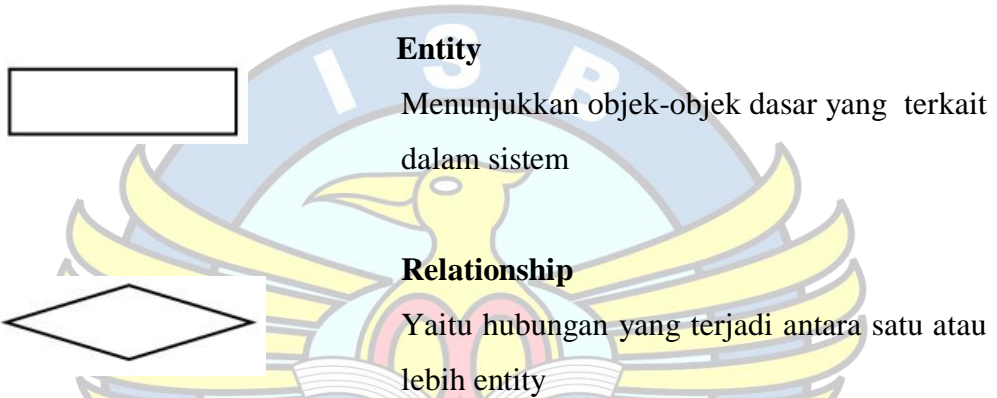 I S B
Entity
Menunjukkan objek-objek dasar yang terkait
dalam sistem
Relationship
Yaitu hubungan yang terjadi antara satu atau
lebih entity